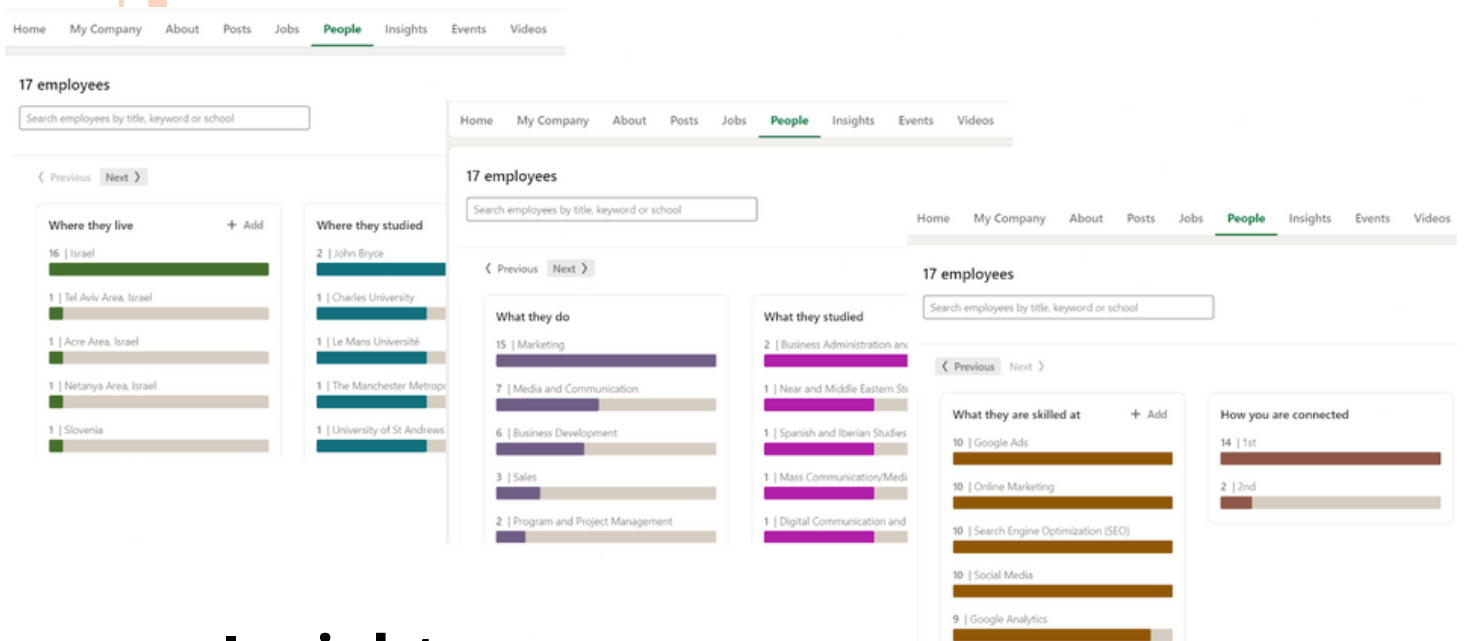 Home My Company About Posts Jobs People Insights Events Videos
17 employees
Search employees by title, keyword or school
Previous Next
Where they live + Add
16 | Israel
1 | Tel Aviv Area, Israel
1 | Acre Area, Israel
1 | Netanya Area, Israel
1 | Slovenia
Where they studied
2 | John Bryce
1 | Charles University
1 | Le Mans Université
1 | The Manchester Metrop
1 | University of St Andrews
Home My Company About Posts Jobs People Insights Events Videos
17 employees
Search employees by title, keyword or school
Previous Next
What they do
15 | Marketing
7 | Media and Communication
6 | Business Development
3 | Sales
2 | Program and Project Management
What they studied
2 | Business Administration and
1 | Near and Middle Eastern Stu
1 | Spanish and Iberian Studies
1 | Mass Communication/Medi
1 | Digital Communication and
Home My Company About Posts Jobs People Insights Events Videos
17 employees
Search employees by title, keyword or school
Previous Next
What they are skilled at + Add
10 | Google Ads
10 | Online Marketing
10 | Search Engine Optimization (SEO)
10 | Social Media
9 | Google Analytics
How you are connected
14 | 1st
2 | 2nd